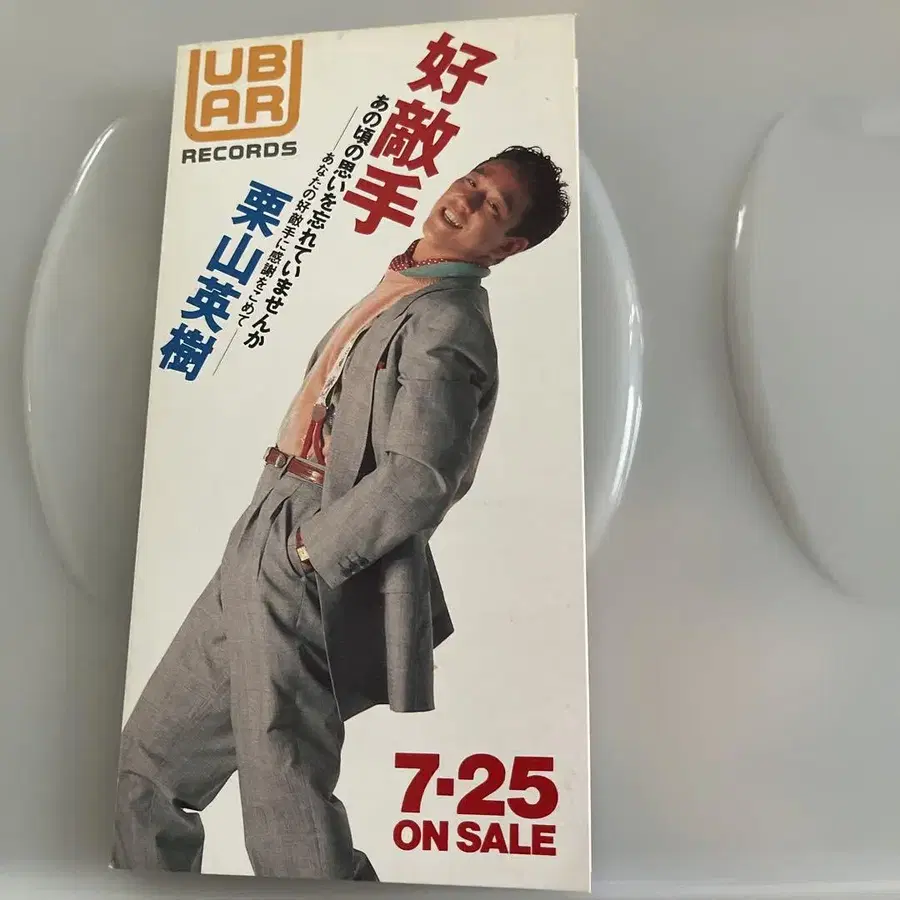 UB
AR
RECORDS
好敵手
あの頃の思いを忘れていませんか
―あなたの好敵手に感謝をこめて―
栗山英樹
7・25
ON SALE